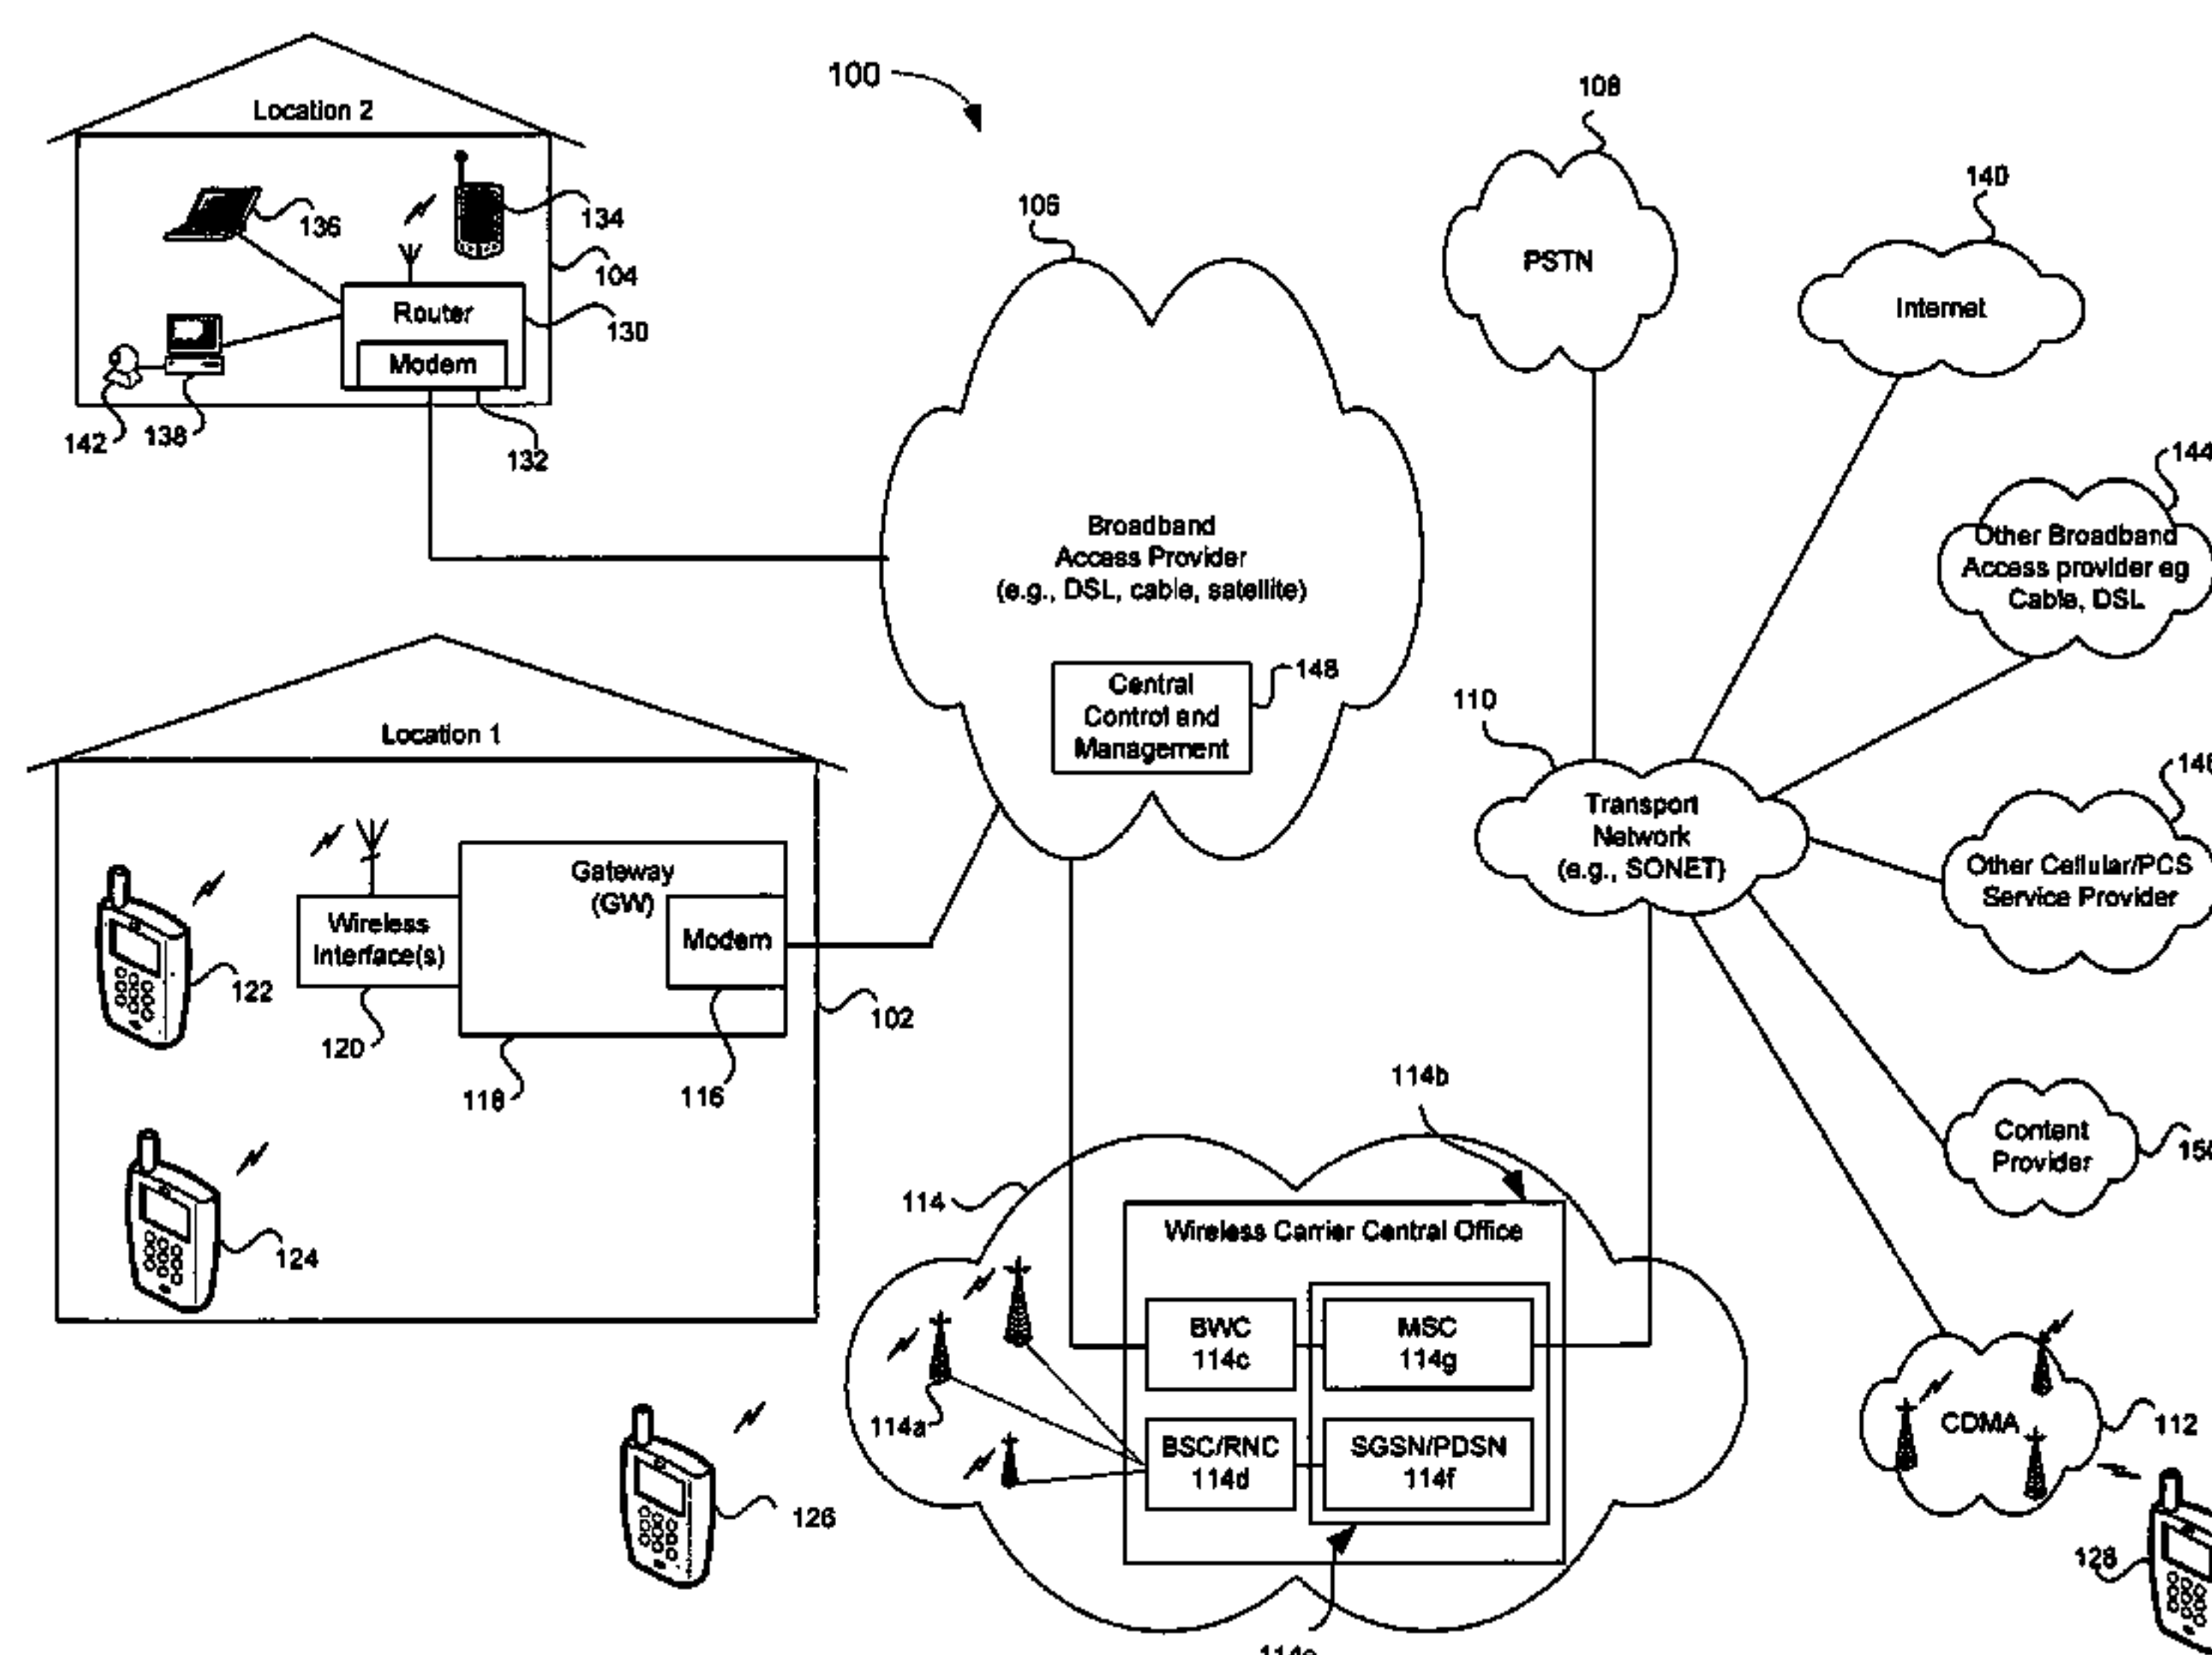 100
Location 2
136
134
104
Router
130
Modem
142
138
132
106
Broadband
Access Provider
(e.g., DSL, cable, satellite)
Central
Control and
Management
148
108
PSTN
140
Internet
144
Other Broadband
Access provider eg
Cable, DSL
110
Transport
Network
(e.g., SONET)
Other Cellular/PCS
Service Provider
Content
Provider
Location 1
Gateway
(GW)
Wireless
Interface(s)
Modem
122
120
118
116
102
124
126
114
114b
Wireless Carrier Central Office
BWC
114c
MSC
114g
114a
BSC/RNC
114d
SGSN/PDSN
114f
CDMA
112
128